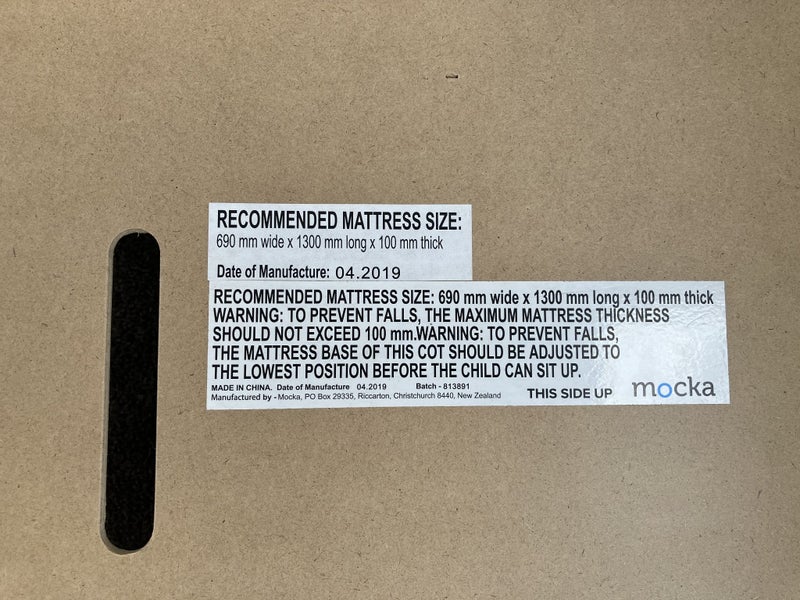 RECOMMENDED MATTRESS SIZE:
690 mm wide x 1300 mm long x 100 mm thick
Date of Manufacture: 04.2019
RECOMMENDED MATTRESS SIZE: 690 mm wide x 1300 mm long x 100 mm thick
WARNING: TO PREVENT FALLS, THE MAXIMUM MATTRESS THICKNESS
SHOULD NOT EXCEED 100 mm.WARNING: TO PREVENT FALLS,
THE MATTRESS BASE OF THIS COT SHOULD BE ADJUSTED TO
THE LOWEST POSITION BEFORE THE CHILD CAN SIT UP.
MADE IN CHINA. Date of Manufacture 04.2019 Batch - 813891
Manufactured by - Mocka, PO Box 29335, Riccarton, Christchurch 8440, New Zealand
THIS SIDE UP mocka